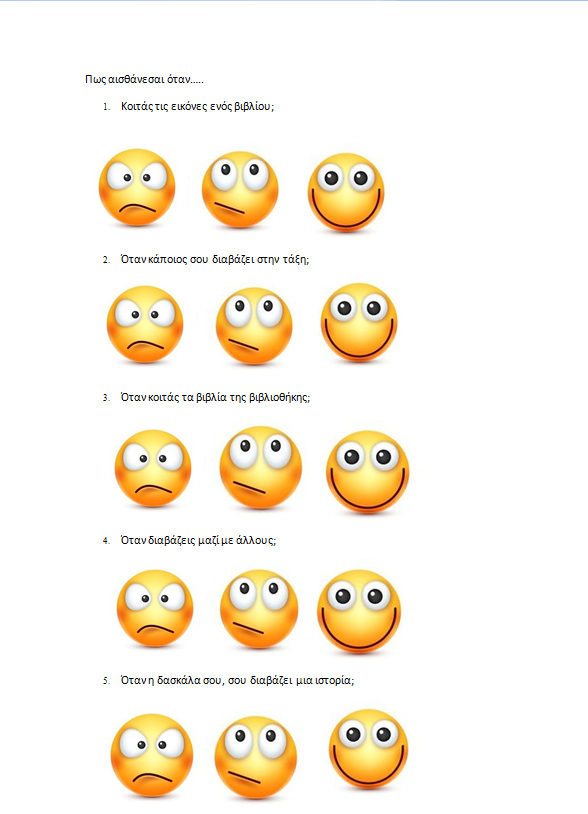 Πως αισθάνεσαι όταν.....
1. Κοιτάς τις εικόνες ενός βιβλίου;
2. Όταν κάποιος σου διαβάζει στην τάξη;
3. Όταν κοιτάς τα βιβλία της βιβλιοθήκης;
4. Όταν διαβάζεις μαζί με άλλους;
5. Όταν η δασκάλα σου, σου διαβάζει μια ιστορία;